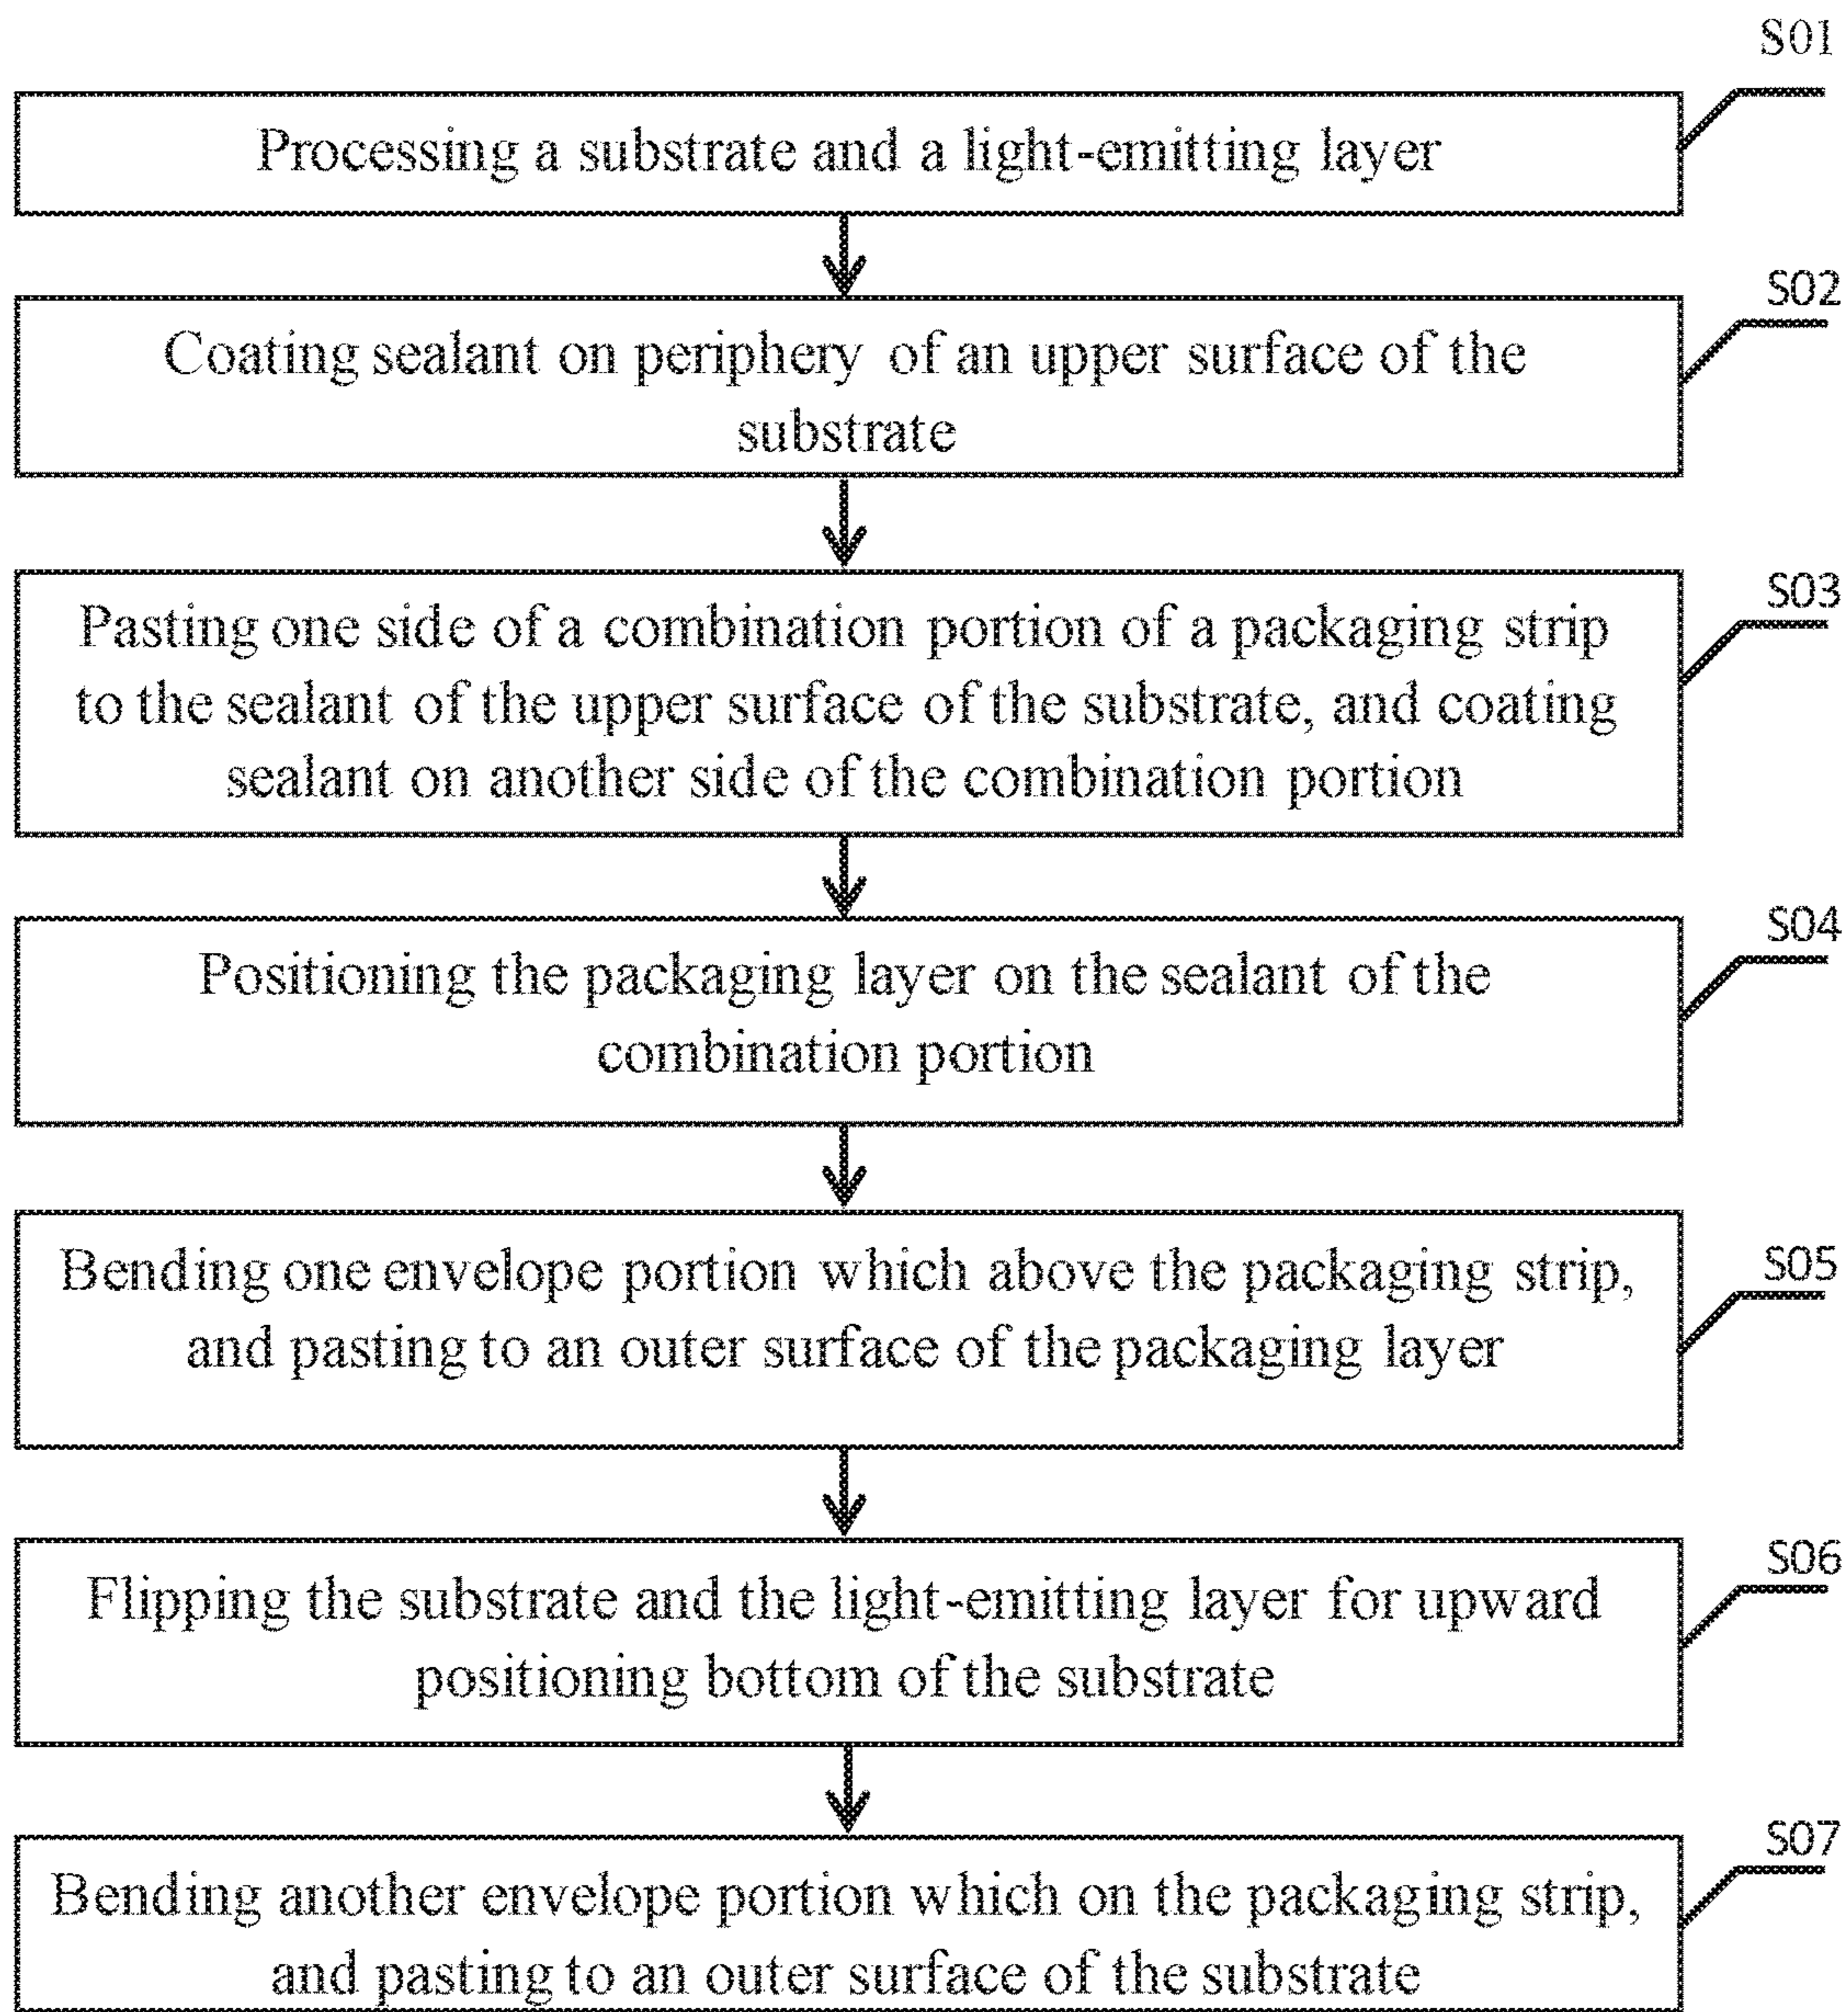 S01
Processing a substrate and a light-emitting layer
S02
Coating sealant on periphery of an upper surface of the
substrate
S03
Pasting one side of a combination portion of a packaging strip
to the sealant of the upper surface of the substrate, and coating
sealant on another side of the combination portion
S04
Positioning the packaging layer on the sealant of the
combination portion
S05
Bending one envelope portion which above the packaging strip,
and pasting to an outer surface of the packaging layer
S06
Flipping the substrate and the light-emitting layer for upward
positioning bottom of the substrate
S07
Bending another envelope portion which on the packaging strip,
and pasting to an outer surface of the substrate